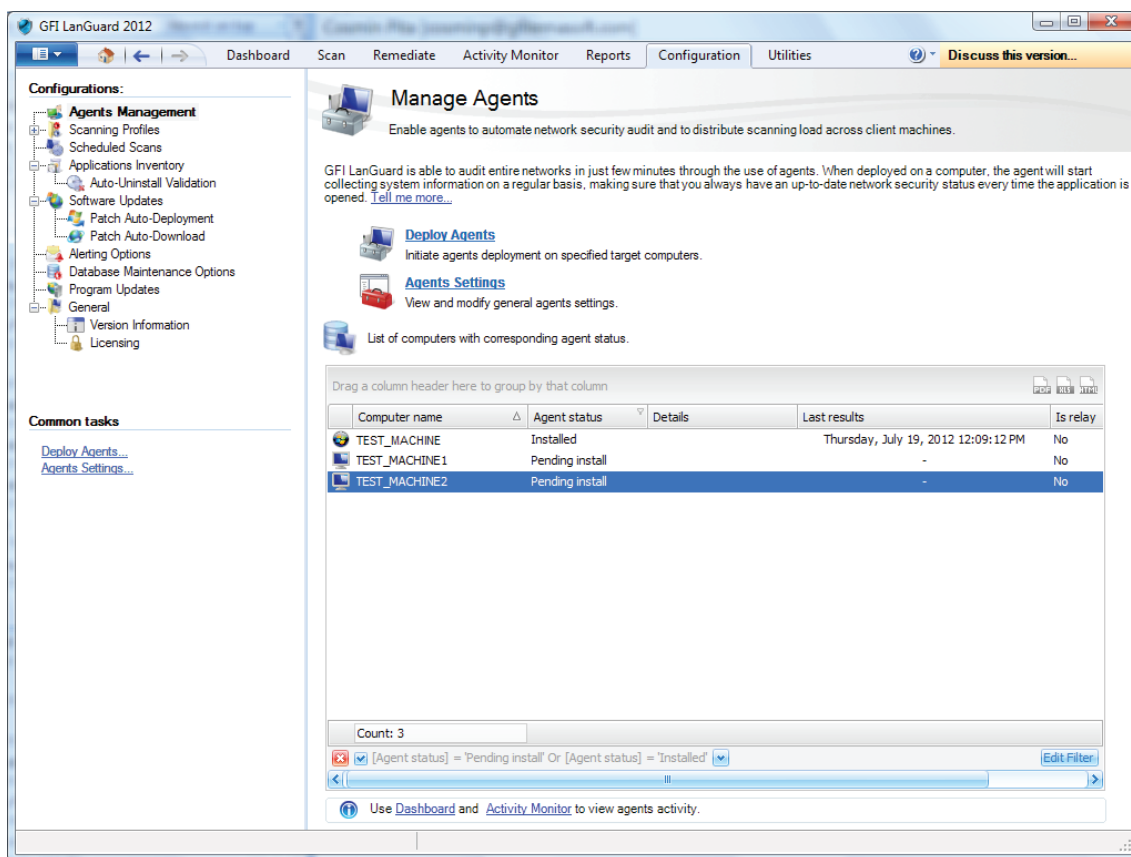 GFI LanGuard 2012
Dashboard Scan Remediate Activity Monitor Reports Configuration Utilities Discuss this version...
Configurations:
Agents Management
Scanning Profiles
Scheduled Scans
Applications Inventory
Auto-Uninstall Validation
Software Updates
Patch Auto-Deployment
Patch Auto-Download
Alerting Options
Database Maintenance Options
Program Updates
General
Version Information
Licensing
Common tasks
Deploy Agents...
Agents Settings...
Manage Agents
Enable agents to automate network security audit and to distribute scanning load across client machines.
GFI LanGuard is able to audit entire networks in just few minutes through the use of agents. When deployed on a computer, the agent will start
collecting system information on a regular basis, making sure that you always have an up-to-date network security status every time the application is
opened. Tell me more...
Deploy Agents
Initiate agents deployment on specified target computers.
Agents Settings
View and modify general agents settings.
List of computers with corresponding agent status.
Drag a column header here to group by that column PDF XLS HTML
Computer name Agent status Details Last results Is relay
TEST_MACHINE Installed Thursday, July 19, 2012 12:09:12 PM No
TEST_MACHINE1 Pending install - No
TEST_MACHINE2 Pending install - No
Count: 3
[Agent status] = 'Pending install' Or [Agent status] = 'Installed' Edit Filter
Use Dashboard and Activity Monitor to view agents activity.